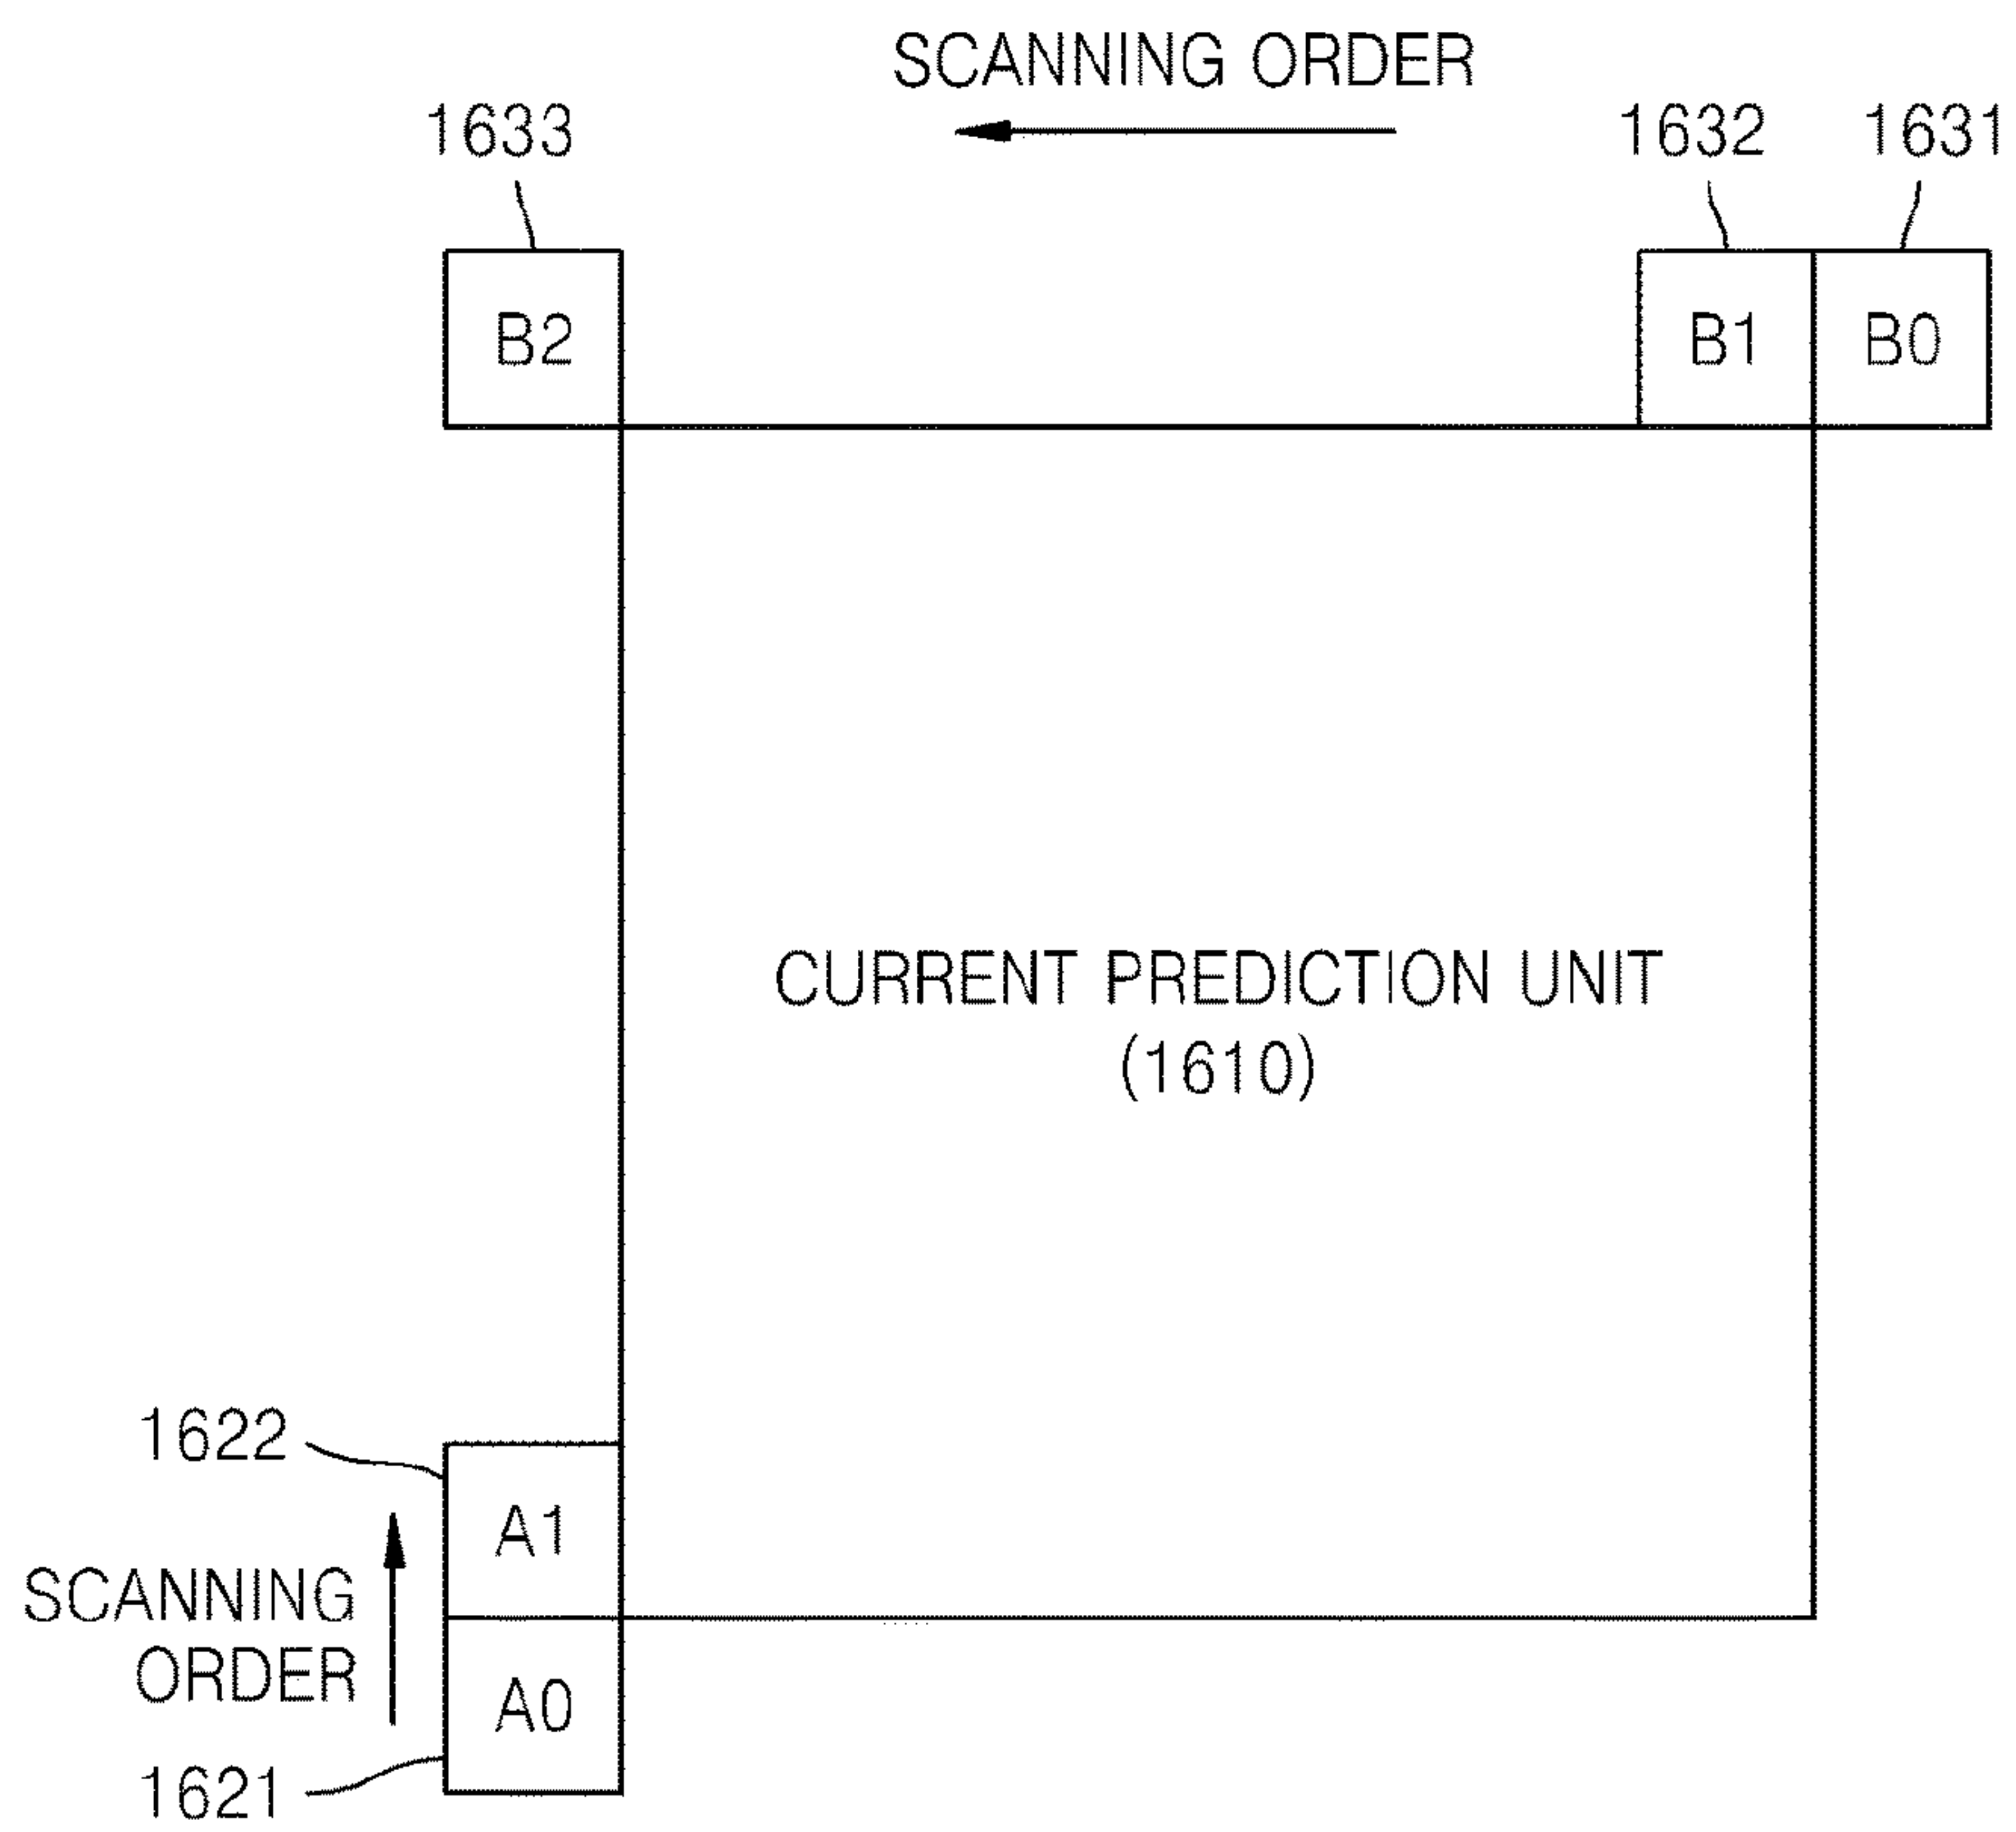 SCANNING ORDER
1633
1632
1631
B2
B1
B0
CURRENT PREDICTION UNIT
(1610)
1622
A1
SCANNING
ORDER
A0
1621